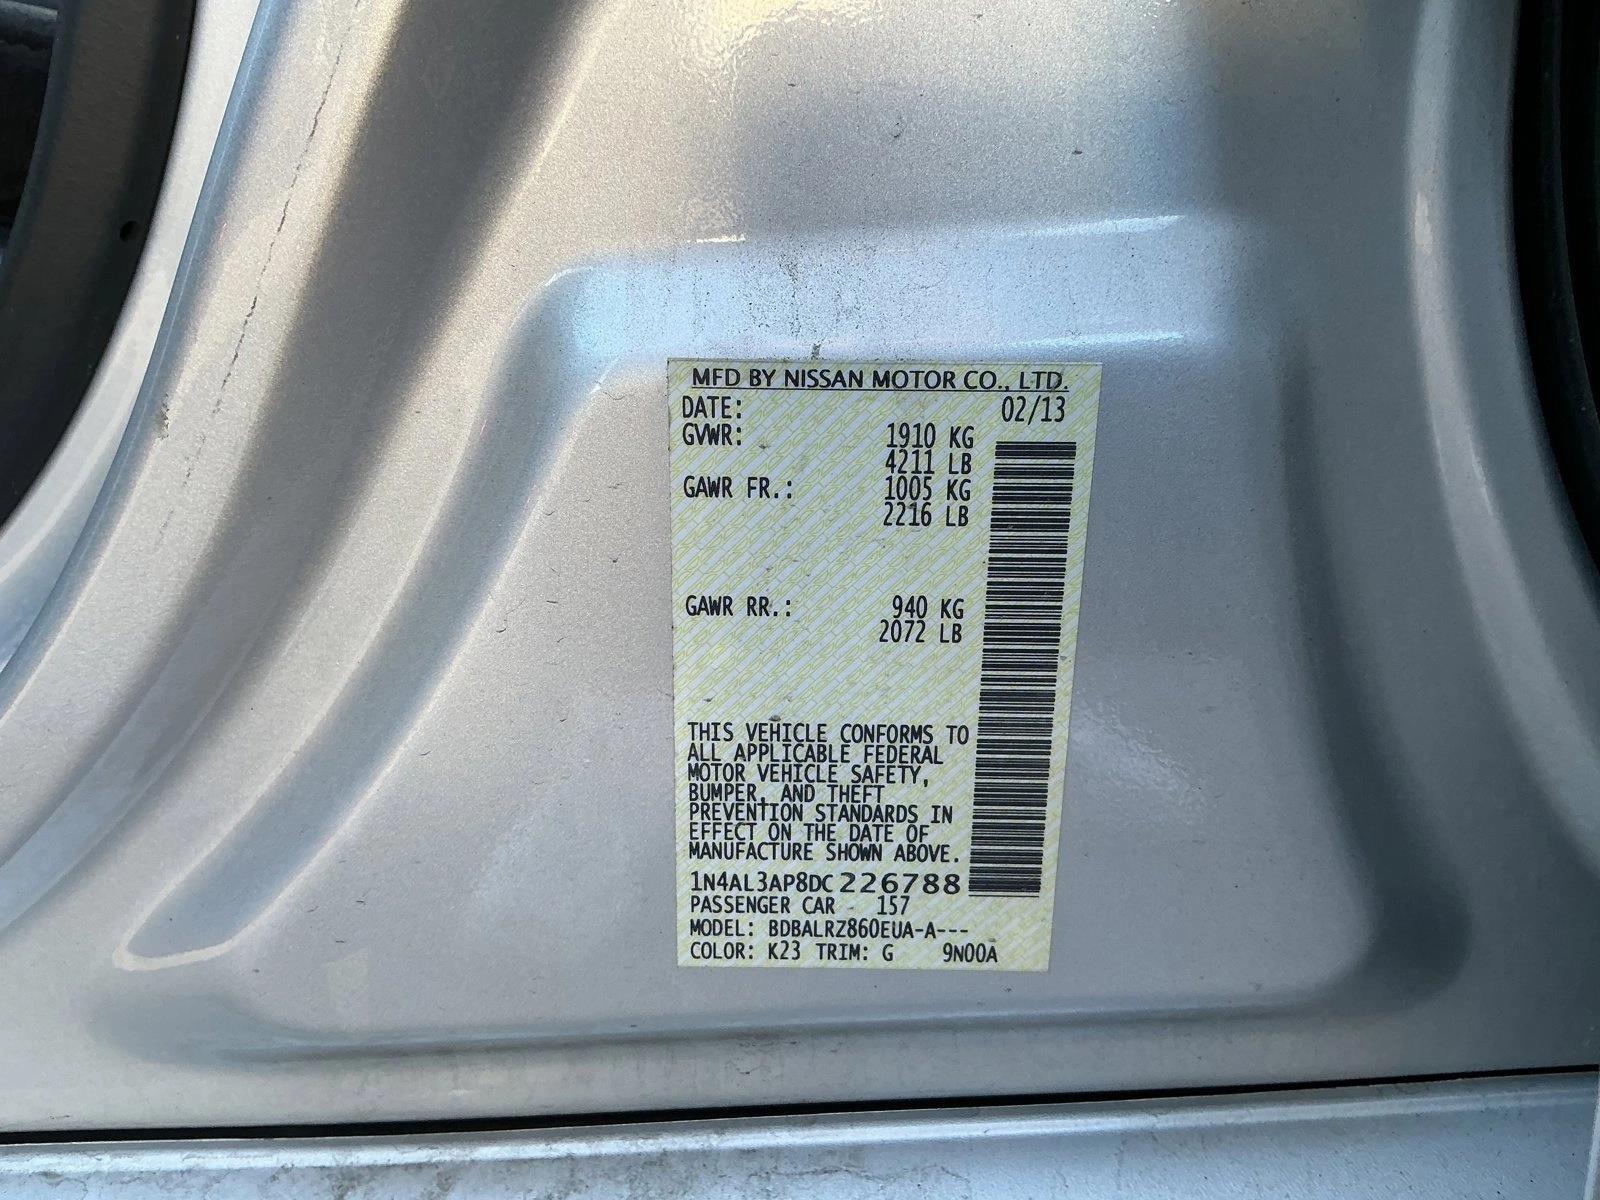 MFD BY NISSAN MOTOR CO., LTD.
DATE: 02/13
GVWR: 1910 KG
4211 LB
GAWR FR.: 1005 KG
2216 LB
GAWR RR.: 940 KG
2072 LB
THIS VEHICLE CONFORMS TO
ALL APPLICABLE FEDERAL
MOTOR VEHICLE SAFETY,
BUMPER, AND THEFT
PREVENTION STANDARDS IN
EFFECT ON THE DATE OF
MANUFACTURE SHOWN ABOVE.
1N4AL3AP8DC226788
PASSENGER CAR 157
MODEL: BDBALRZ860EUA-A---
COLOR: K23 TRIM: G 9N00A